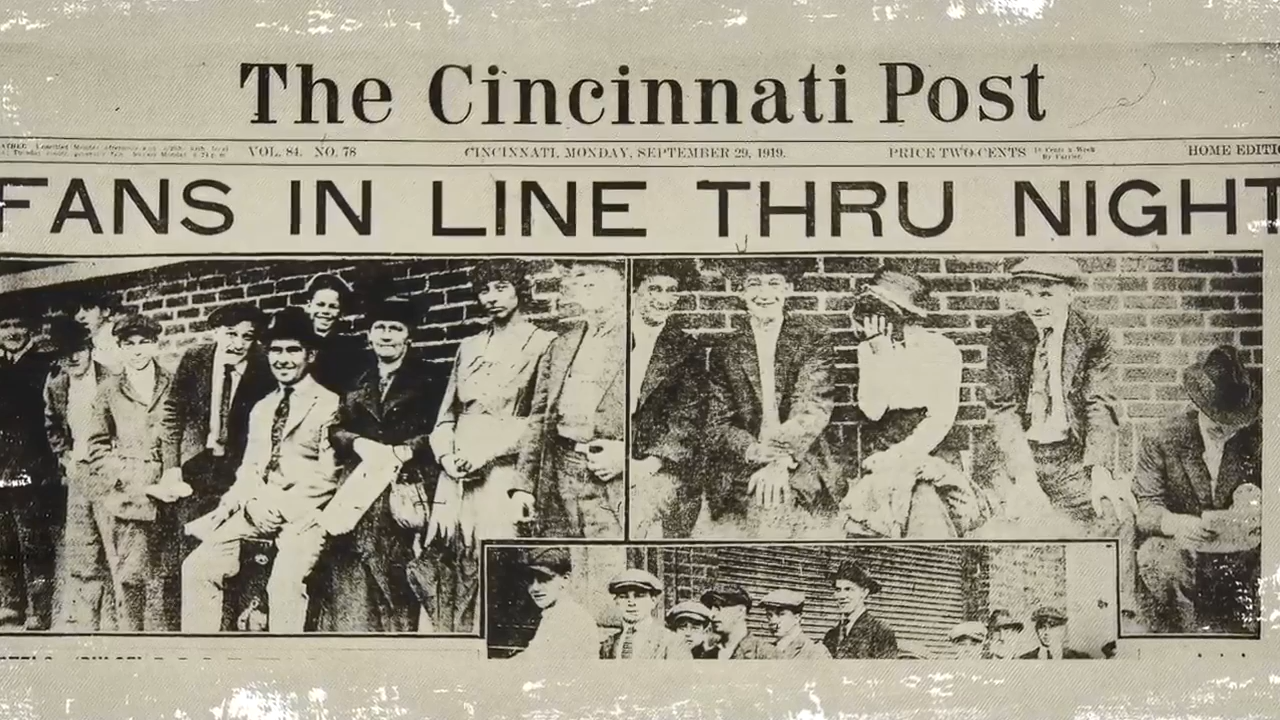 The Cincinnati Post
VOL. 84. NO. 78
CINCINNATI, MONDAY, SEPTEMBER 29, 1919.
PRICE TWO CENTS
HOME EDITIO
FANS IN LINE THRU NIGHT